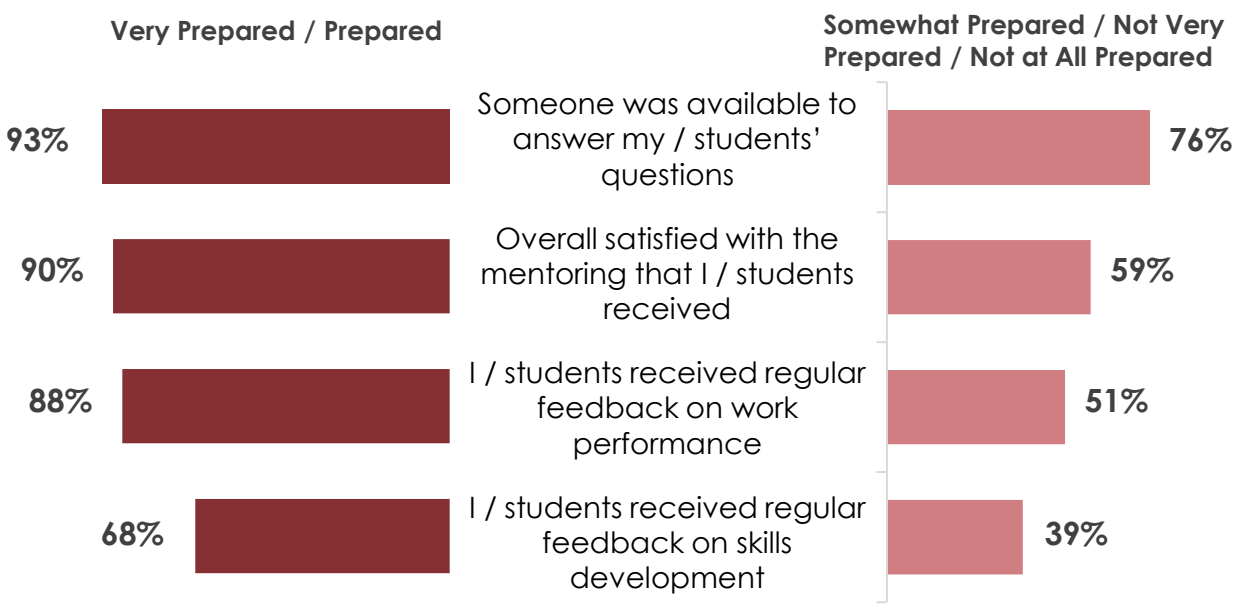 Very Prepared / Prepared
Somewhat Prepared / Not Very
Prepared / Not at All Prepared
93%
Someone was available to
answer my / students’
questions
76%
90%
Overall satisfied with the
mentoring that I / students
received
59%
88%
I / students received regular
feedback on work
performance
51%
68%
I / students received regular
feedback on skills
development
39%